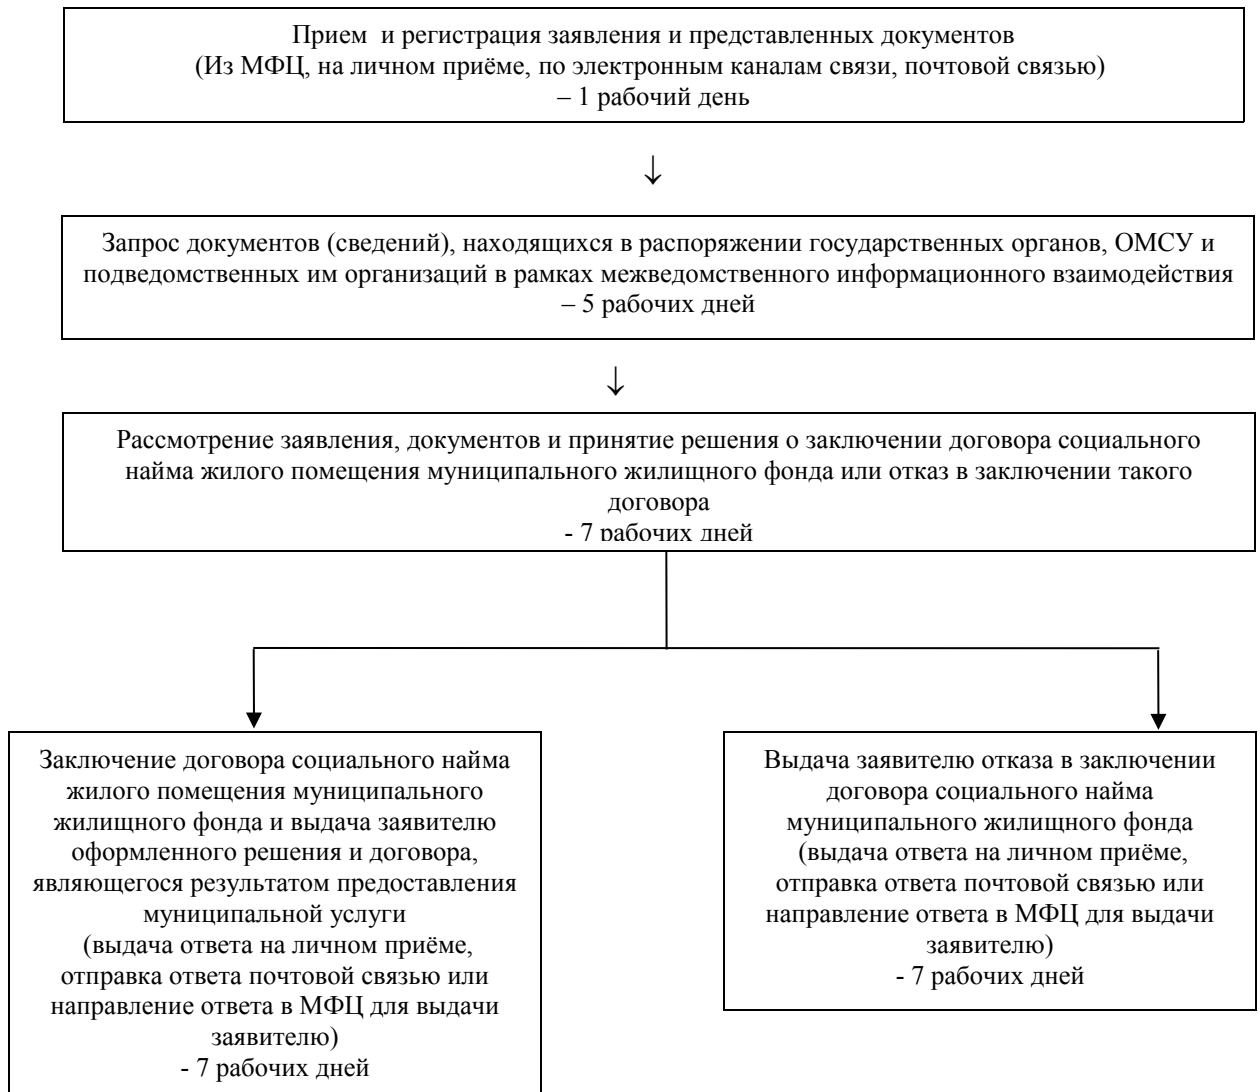 Прием  и регистрация заявления и представленных документов
(Из МФЦ, на личном приёме, по электронным каналам связи, почтовой связью)
– 1 рабочий день
Запрос документов (сведений), находящихся в распоряжении государственных органов, ОМСУ и
подведомственных им организаций в рамках межведомственного информационного взаимодействия
– 5 рабочих дней
Рассмотрение заявления, документов и принятие решения о заключении договора социального
найма жилого помещения муниципального жилищного фонда или отказ в заключении такого
договора
- 7 рабочих дней
Заключение договора социального найма
жилого помещения муниципального
жилищного фонда и выдача заявителю
оформленного решения и договора,
являющегося результатом предоставления
муниципальной услуги
(выдача ответа на личном приёме,
отправка ответа почтовой связью или
направление ответа в МФЦ для выдачи
заявителю)
- 7 рабочих дней
Выдача заявителю отказа в заключении
договора социального найма
муниципального жилищного фонда
(выдача ответа на личном приёме,
отправка ответа почтовой связью или
направление ответа в МФЦ для выдачи
заявителю)
- 7 рабочих дней